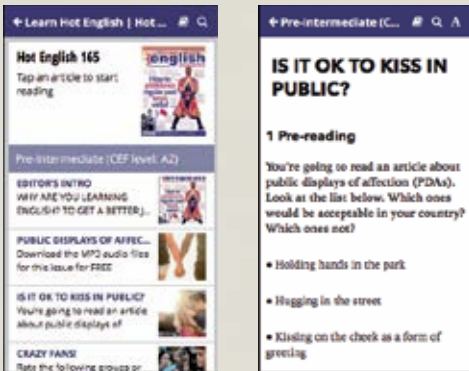 Learn Hot English | Hot ...
Hot English 165
Tap an article to start
reading
english
Pre-Intermediate (CEF level: A2)
EDITOR'S INTRO
WHY ARE YOU LEARNING
ENGLISH? TO GET A BETTER J...
PUBLIC DISPLAYS OF AFFEC...
Download the MP3 audio files
for this issue for FREE
IS IT OK TO KISS IN PUBLIC?
You're going to read an article
about public displays of
CRAZY FANS!
Rate the following groups or
Pre-Intermediate (C... A
IS IT OK TO KISS IN
PUBLIC?
1 Pre-reading
You're going to read an article about
public displays of affection (PDAs).
Look at the list below. Which ones
would be acceptable in your country?
Which ones not?
• Holding hands in the park
• Hugging in the street
• Kissing on the cheek as a form of
greeting